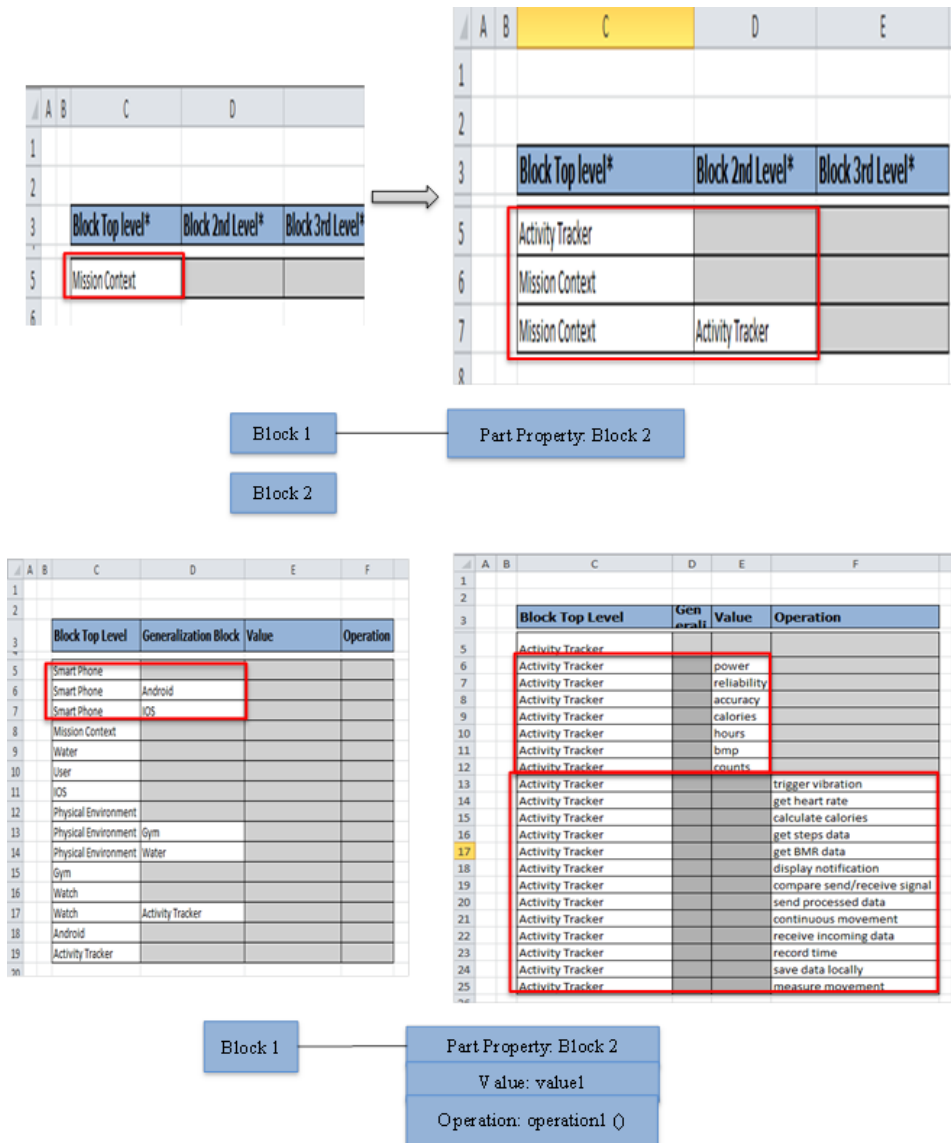 A B C D
1
2
3 Block Top level* Block 2nd Level* Block 3rd Level*
5 Mission Context
6
A B C D E
1
2
3 Block Top level* Block 2nd Level* Block 3rd Level*
5 Activity Tracker
6 Mission Context
7 Mission Context Activity Tracker
8
Block 1 Part Property: Block 2
Block 2
A B C D E F
1
2
3 Block Top Level Generalization Block Value Operation
5 Smart Phone
6 Smart Phone Android
7 Smart Phone IOS
8 Mission Context
9 Water
10 User
11 IOS
12 Physical Environment
13 Physical Environment Gym
14 Physical Environment Water
15 Gym
16 Watch
17 Watch Activity Tracker
18 Android
19 Activity Tracker
20
A B C D E F
1
2
3 Block Top Level Gen erali Value Operation
5 Activity Tracker
6 Activity Tracker power
7 Activity Tracker reliability
8 Activity Tracker accuracy
9 Activity Tracker calories
10 Activity Tracker hours
11 Activity Tracker bmp
12 Activity Tracker counts
13 Activity Tracker trigger vibration
14 Activity Tracker get heart rate
15 Activity Tracker calculate calories
16 Activity Tracker get steps data
17 Activity Tracker get BMR data
18 Activity Tracker display notification
19 Activity Tracker compare send/receive signal
20 Activity Tracker send processed data
21 Activity Tracker continuous movement
22 Activity Tracker receive incoming data
23 Activity Tracker record time
24 Activity Tracker save data locally
25 Activity Tracker measure movement
Block 1 Part Property: Block 2
Value: value1
Operation: operation1 ()